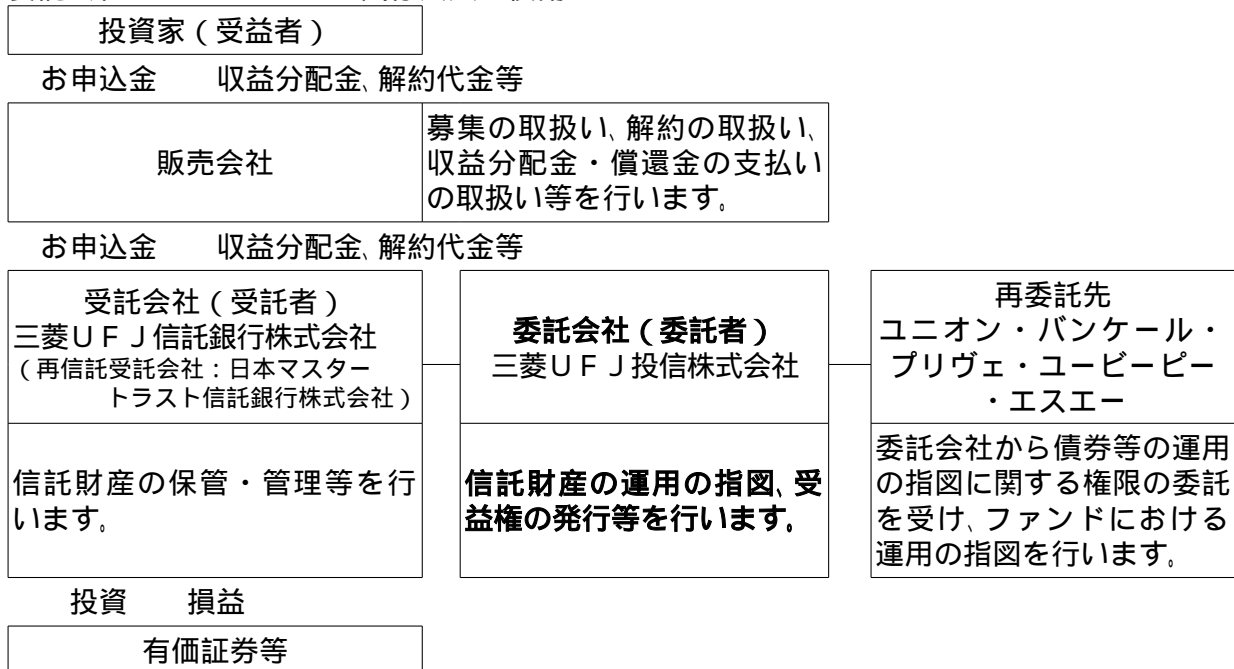 投資家（受益者）
お申込金　収益分配金、解約代金等
販売会社
募集の取扱い、解約の取扱い、
収益分配金・償還金の支払い
の取扱い等を行います。
お申込金　収益分配金、解約代金等
受託会社（受託者）
三菱ＵＦＪ信託銀行株式会社
（再信託受託会社：日本マスター
トラスト信託銀行株式会社）
委託会社（委託者）
三菱ＵＦＪ投信株式会社
再委託先
ユニオン・バンケール・
プリヴェ・ユービーピー
・エスエー
信託財産の保管・管理等を行
います。
信託財産の運用の指図、受
益権の発行等を行います。
委託会社から債券等の運用
の指図に関する権限の委託
を受け、ファンドにおける
運用の指図を行います。
投資　損益
有価証券等